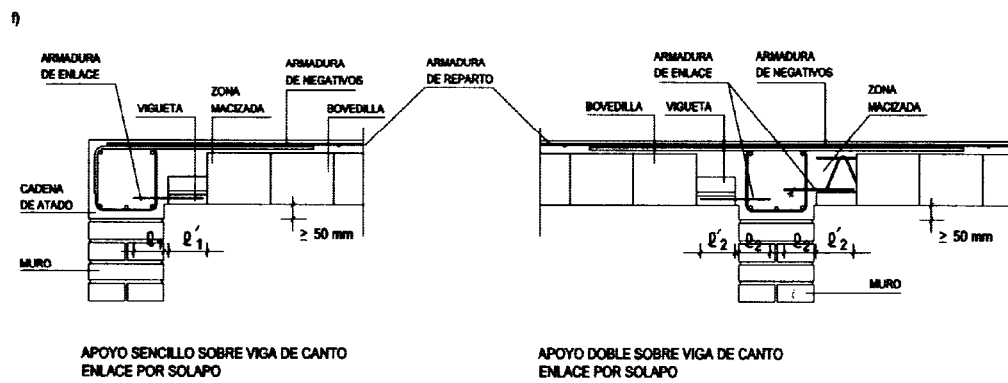 f)
ARMADURA
DE ENLACE
ARMADURA
DE NEGATIVOS
ARMADURA
DE REPARTO
VIGUETA
ZONA
MACIZADA
BOVEDILLA
CADENA
DE ATADO
≥ 50 mm
ℓ1
ℓ'1
MURO
APOYO SENCILLO SOBRE VIGA DE CANTO
ENLACE POR SOLAPO
ARMADURA
DE ENLACE
ARMADURA
DE NEGATIVOS
ZONA
MACIZADA
BOVEDILLA
VIGUETA
≥ 50 mm
ℓ'2
ℓ2
ℓ2
ℓ'2
MURO
APOYO DOBLE SOBRE VIGA DE CANTO
ENLACE POR SOLAPO